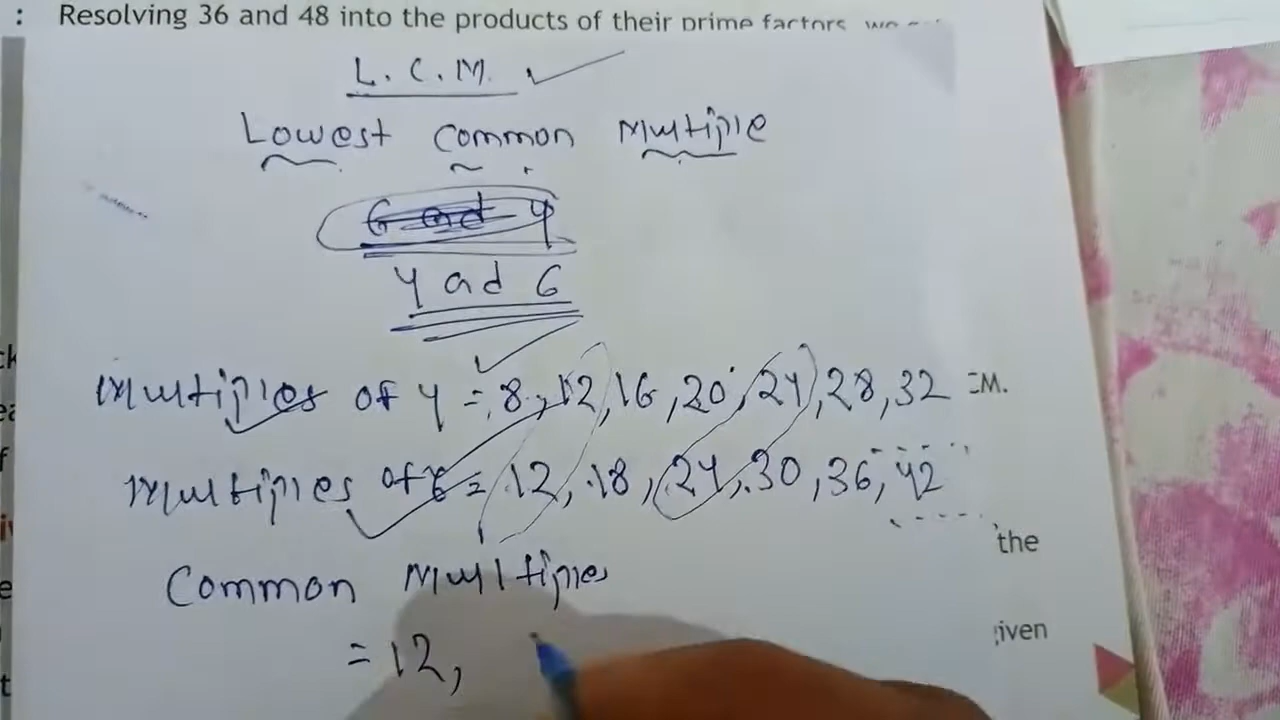 : Resolving 36 and 48 into the products of their prime factors
L.C.M.
Lowest Common Multiple
6 and 4
4 ad 6
Multiples of 4 = 8, 12, 16, 20, 24, 28, 32
M.
Multiples of 6 = 12, 18, 24, 30, 36, 42
the
Common Multiples
iven
= 12,